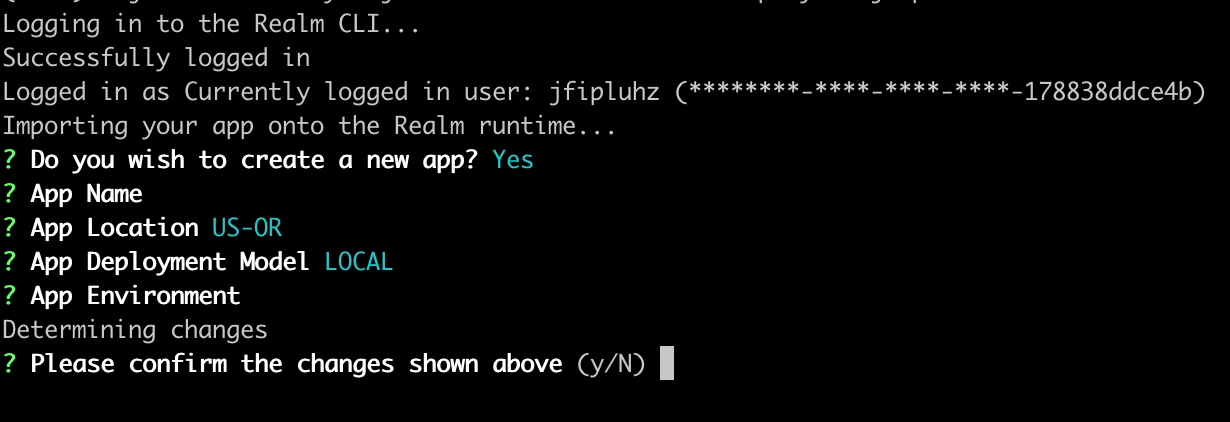 Logging in to the Realm CLI...
Successfully logged in
Logged in as Currently logged in user: jfipluhz (********-****-****-****-178838ddce4b)
Importing your app onto the Realm runtime...
? Do you wish to create a new app? Yes
? App Name
? App Location US-OR
? App Deployment Model LOCAL
? App Environment
Determining changes
? Please confirm the changes shown above (y/N)